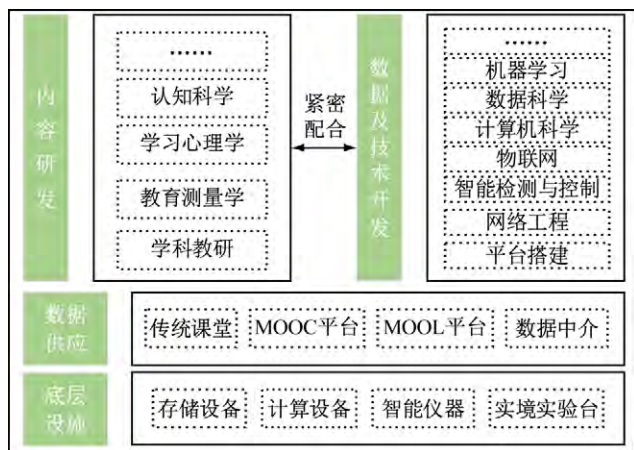 内容研发
……
认知科学
学习心理学
教育测量学
学科教研
紧密
配合
数据及技术开发
……
机器学习
数据科学
计算机科学
物联网
智能检测与控制
网络工程
平台搭建
数据
供应
传统课堂 MOOC平台 MOOL平台 数据中介
底层
设施
存储设备 计算设备 智能仪器 实境实验台